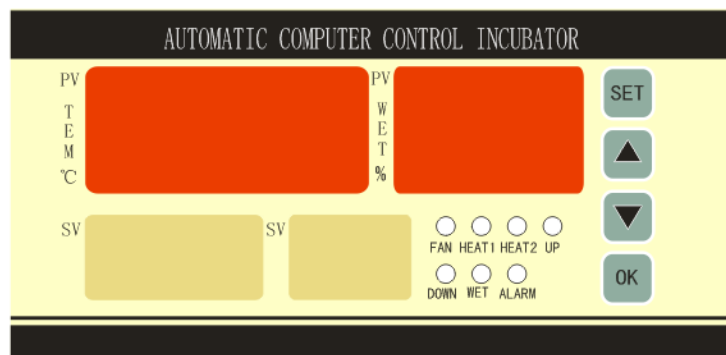 AUTOMATIC COMPUTER CONTROL INCUBATOR
PV
TEM
℃
PV
WET
%
SET
SV
SV
FAN HEAT1 HEAT2 UP
DOWN WET ALARM
OK